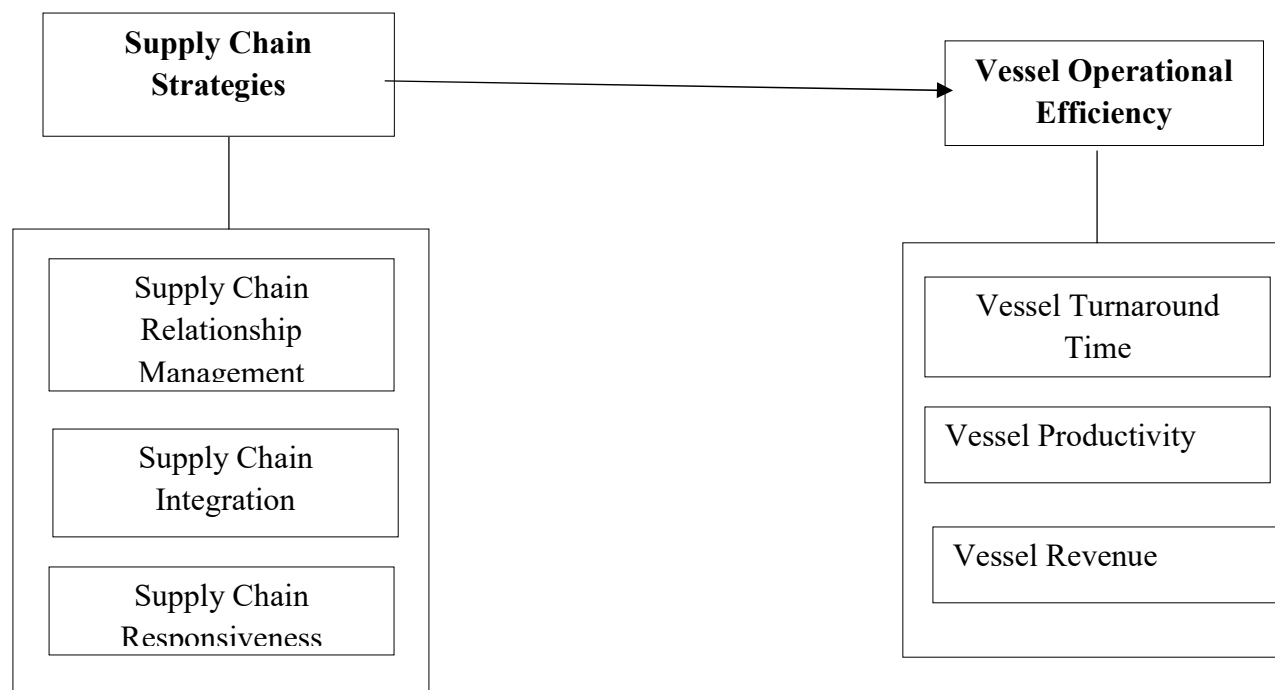 Supply Chain
Strategies
Vessel Operational
Efficiency
Supply Chain
Relationship
Management
Supply Chain
Integration
Supply Chain
Responsiveness
Vessel Turnaround
Time
Vessel Productivity
Vessel Revenue